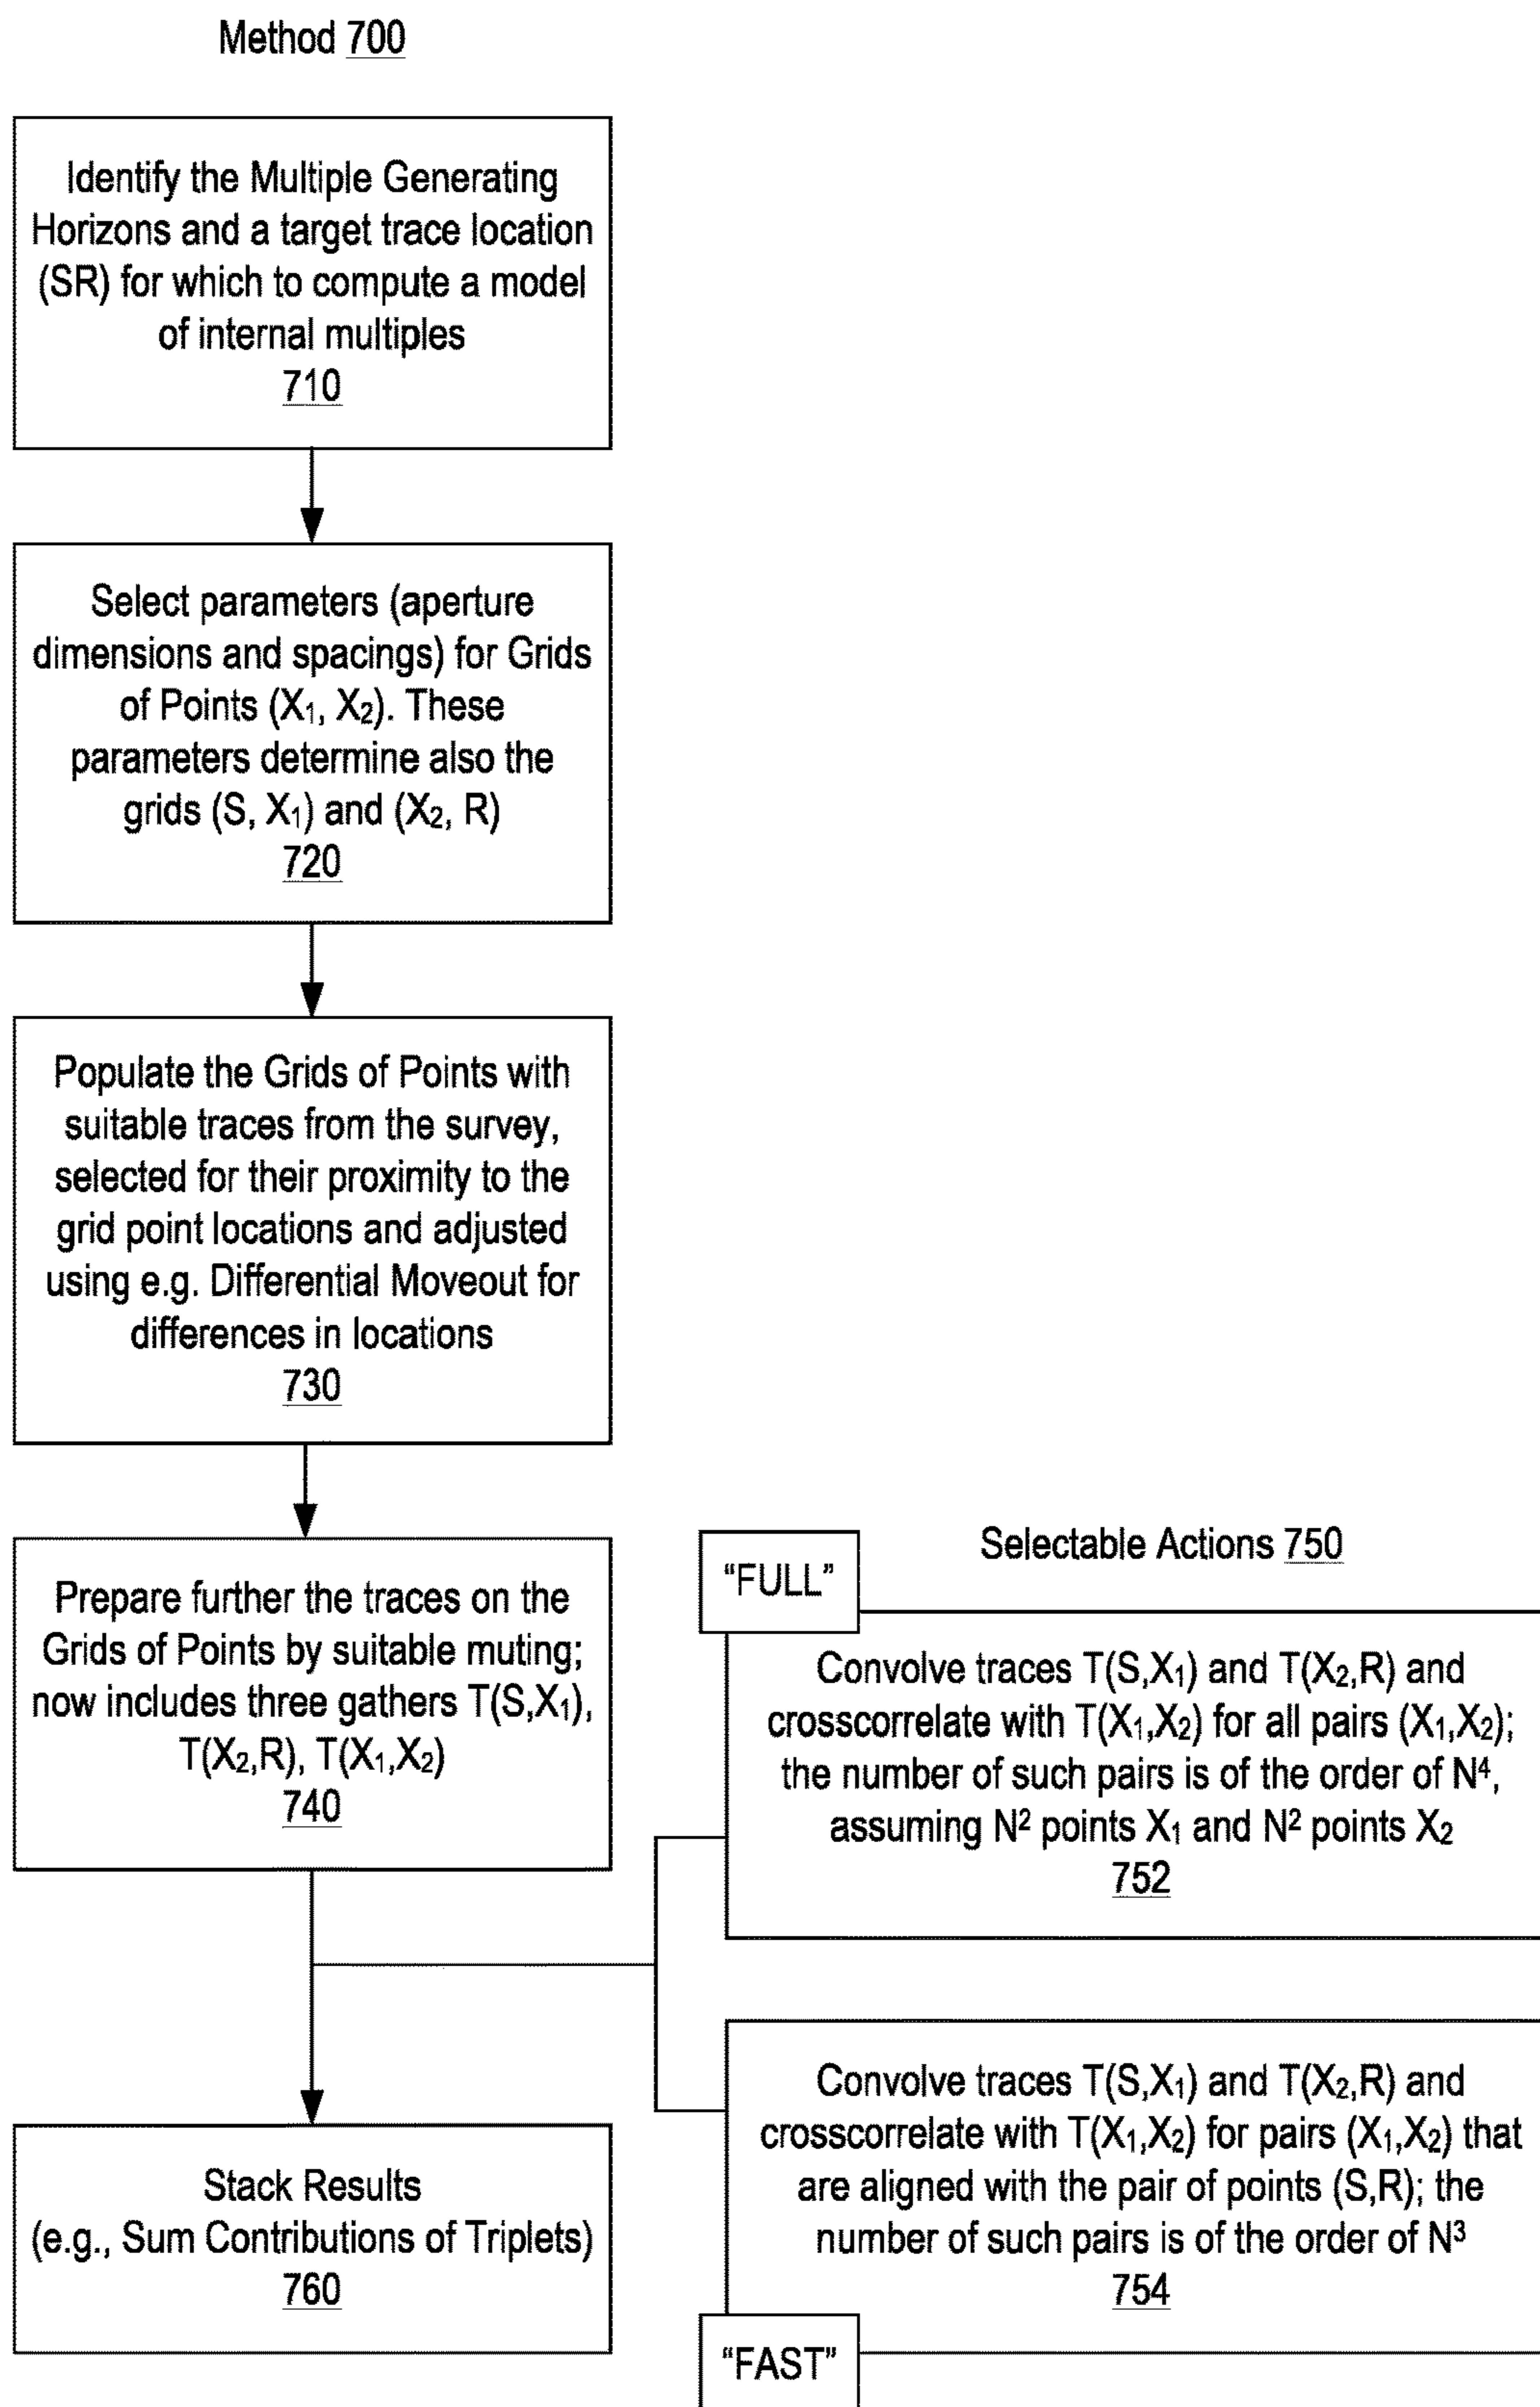 Method 700
Identify the Multiple Generating
Horizons and a target trace location
(SR) for which to compute a model
of internal multiples
710
Select parameters (aperture
dimensions and spacings) for Grids
of Points (X₁, X₂). These
parameters determine also the
grids (S, X₁) and (X₂, R)
720
Populate the Grids of Points with
suitable traces from the survey,
selected for their proximity to the
grid point locations and adjusted
using e.g. Differential Moveout for
differences in locations
730
Prepare further the traces on the
Grids of Points by suitable muting;
now includes three gathers T(S,X₁),
T(X₂,R), T(X₁,X₂)
740
Selectable Actions 750
“FULL”
Convolve traces T(S,X₁) and T(X₂,R) and
crosscorrelate with T(X₁,X₂) for all pairs (X₁,X₂);
the number of such pairs is of the order of N⁴,
assuming N² points X₁ and N² points X₂
752
Convolve traces T(S,X₁) and T(X₂,R) and
crosscorrelate with T(X₁,X₂) for pairs (X₁,X₂) that
are aligned with the pair of points (S,R); the
number of such pairs is of the order of N³
754
“FAST”
Stack Results
(e.g., Sum Contributions of Triplets)
760